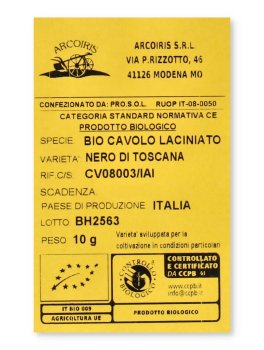 ARCOIRIS
ARCOIRIS S.R.L
VIA P.RIZZOTTO, 46
41126 MODENA MO
CONFEZIONATO DA: PRO.S.O.L. RUOP IT-08-0050
CATEGORIA STANDARD NORMATIVA CE
PRODOTTO BIOLOGICO
SPECIE: BIO CAVOLO LACINIATO
VARIETA': NERO DI TOSCANA
RIF.C/S: CV08003/IAI
SCADENZA
PAESE DI PRODUZIONE ITALIA
LOTTO BH2563
PESO 10 g
Varieta' sviluppata per la
coltivazione in condizioni particolari
CONTROLLO
BIOLOGICO
CONTROLLATO
E CERTIFICATO
DA CCPB
www.ccpb.it
info@ccpb.it
IT BIO 009
AGRICOLTURA UE
PRODOTTO BIOLOGICO